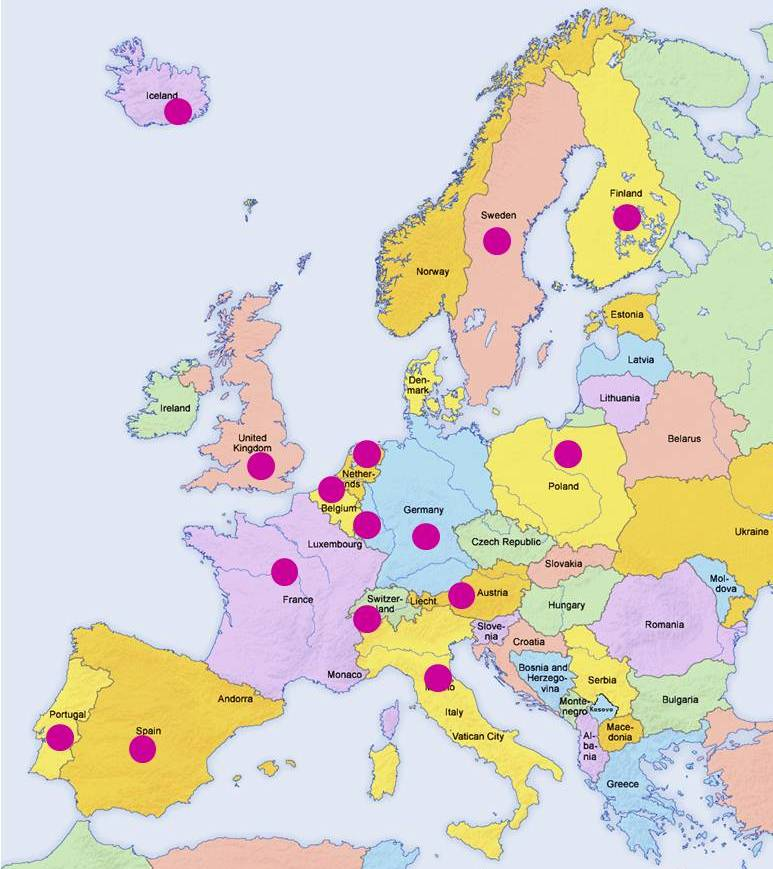 Iceland
Finland
Sweden
Norway
Estonia
Latvia
Den-
mark
Lithuania
Ireland
Belarus
United
Kingdom
Nether-
nds
Poland
Belgium
Germany
Ukraine
Luxembourg
Czech Republic
Slovakia
Mol-
dova
France
Switzer-
land
Liecht.
Austria
Hungary
Romania
Slove-
nia
Croatia
Monaco
Bosnia and
Herzego-
vina
Serbia
Andorra
Bulgaria
Portugal
Monte-
negro
Kosovo
Italy
Spain
Vatican City
Mace-
donia
Al-
ba-
nia
Greece